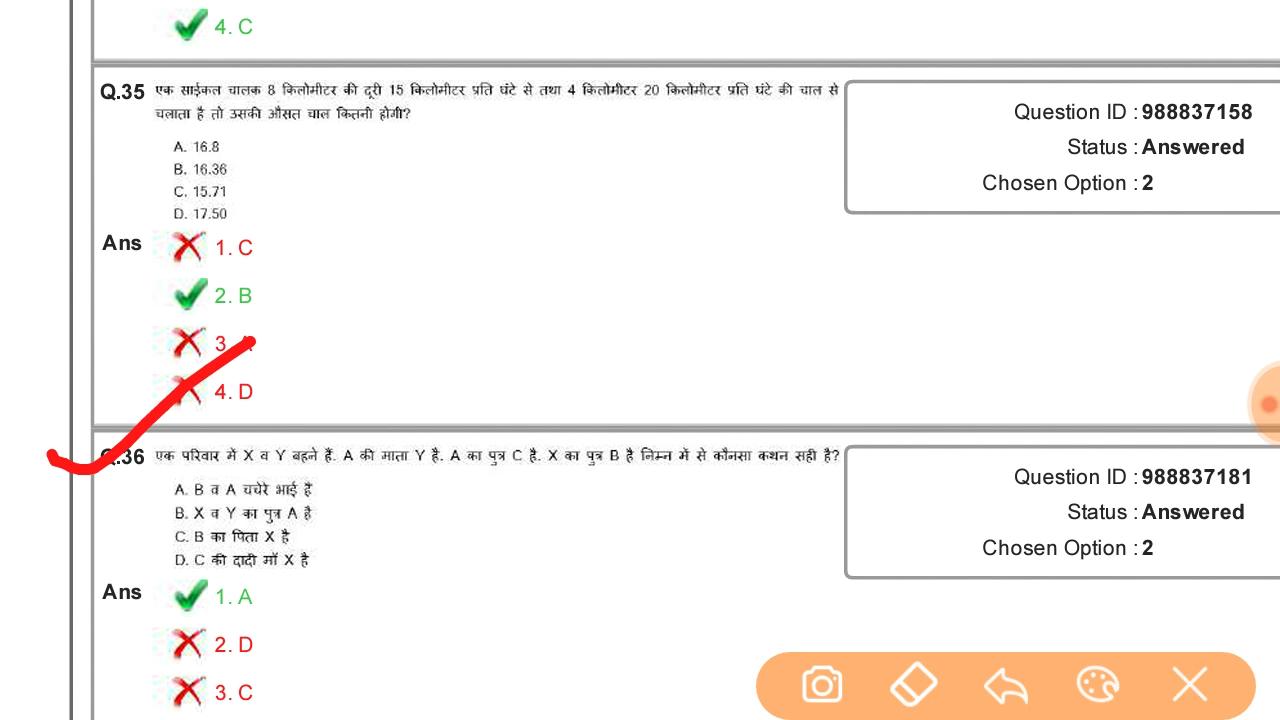 4. C
Q.35 एक साईकल चालक 8 किलोमीटर की दूरी 15 किलोमीटर प्रति घंटे से तथा 4 किलोमीटर 20 किलोमीटर प्रति घंटे की चाल से
चलाता है तो उसकी औसत चाल कितनी होगी?
A. 16.8
B. 16.36
C. 15.71
D. 17.50
Question ID : 988837158
Status : Answered
Chosen Option : 2
Ans 1. C
2. B
3.
4. D
Q.36 एक परिवार में X व Y बहने हैं. A की माता Y है. A का पुत्र C है. X का पुत्र B है निम्न में से कौनसा कथन सही है?
A. B व A चचेरे भाई हैं
B. X व Y का पुत्र A है
C. B का पिता X है
D. C की दादी माँ X है
Question ID : 988837181
Status : Answered
Chosen Option : 2
Ans 1. A
2. D
3. C